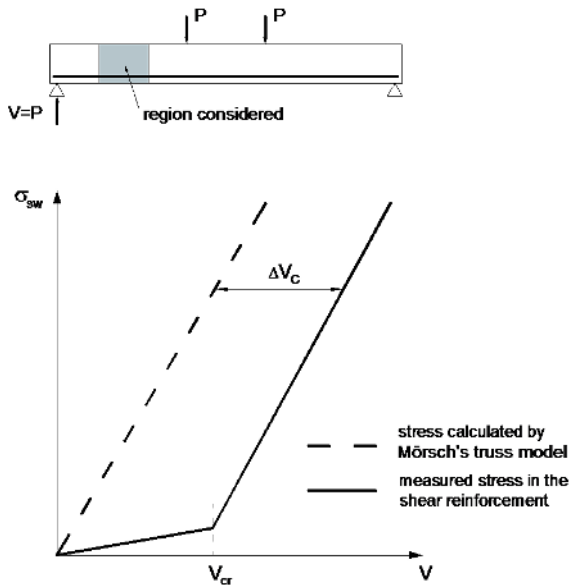 P P
V=P
region considered
σsw
ΔVC
stress calculated by
Mörsch's truss model
measured stress in the
shear reinforcement
Vcr V